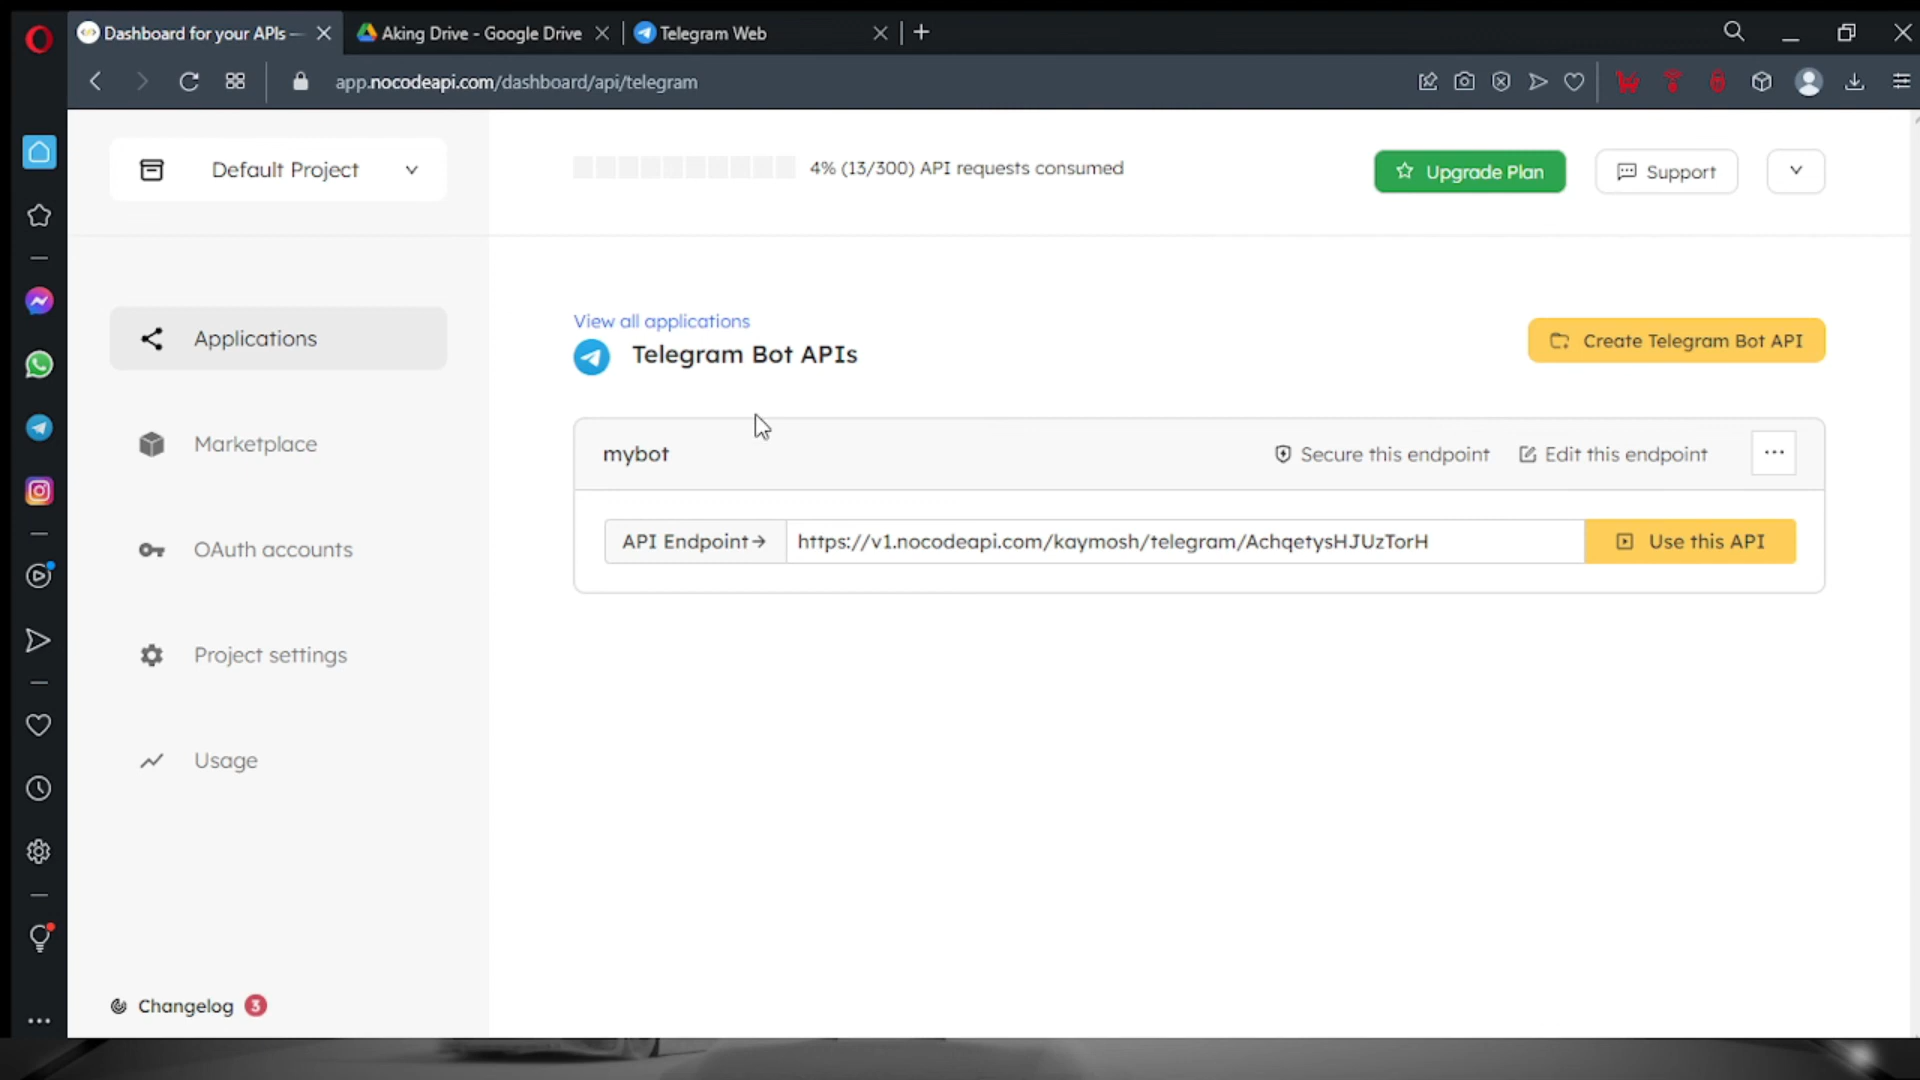 Dashboard for your APIs —
Aking Drive - Google Drive
Telegram Web
app.nocodeapi.com/dashboard/api/telegram
Default Project
4% (13/300) API requests consumed
Upgrade Plan
Support
Applications
Marketplace
OAuth accounts
Project settings
Usage
Changelog 3
View all applications
Telegram Bot APIs
Create Telegram Bot API
mybot
Secure this endpoint
Edit this endpoint
API Endpoint→
https://v1.nocodeapi.com/kaymosh/telegram/AchqetysHJUzTorH
Use this API